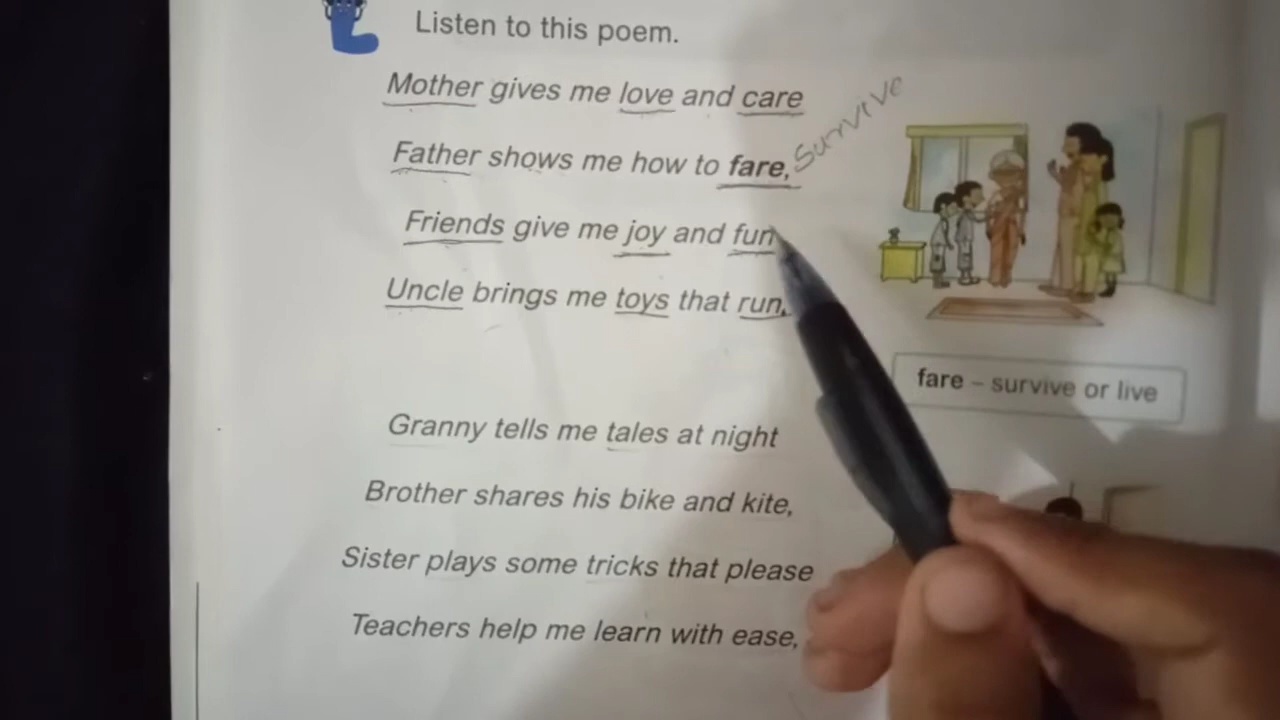 Listen to this poem.
Mother gives me love and care
Father shows me how to fare,
survive
Friends give me joy and fun
Uncle brings me toys that run,
fare – survive or live
Granny tells me tales at night
Brother shares his bike and kite,
Sister plays some tricks that please
Teachers help me learn with ease,